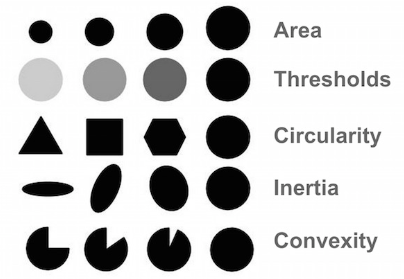 Area
Thresholds
Circularity
Inertia
Convexity